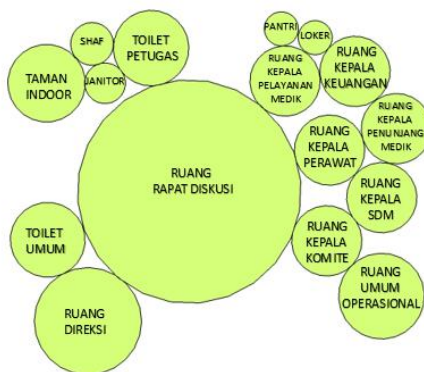 SHAF
TOILET
PETUGAS
TAMAN
INDOOR
JANITOR
PANTRI
LOKER
RUANG
KEPALA
PELAYANAN
MEDIK
RUANG
KEPALA
KEUANGAN
RUANG
KEPALA
PENUNJANG
MEDIK
RUANG
KEPALA
PERAWAT
RUANG
RAPAT DISKUSI
RUANG
KEPALA
SDM
TOILET
UMUM
RUANG
KEPALA
KOMITE
RUANG
UMUM
OPERASIONAL
RUANG
DIREKSI